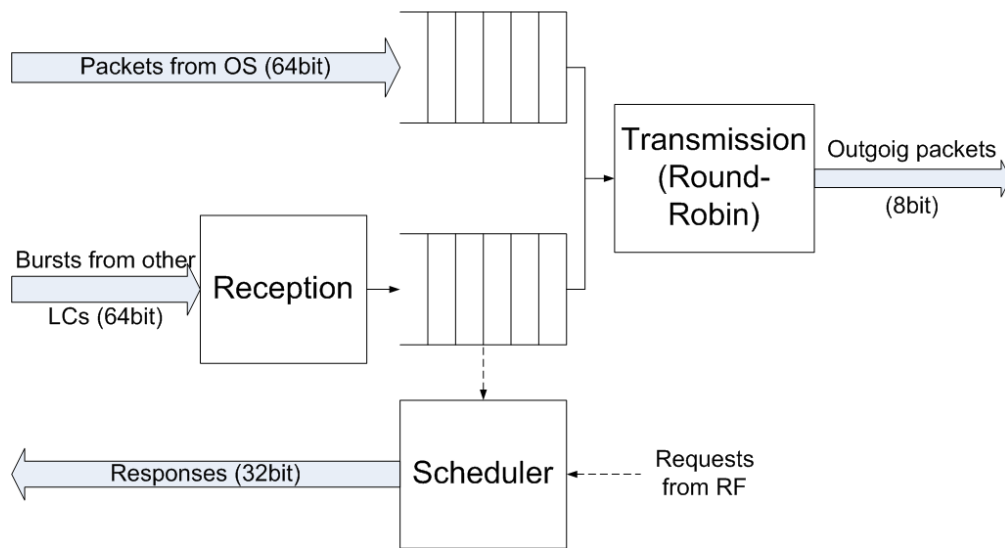 Packets from OS (64bit)
Transmission
(Round-
Robin)
Outgoig packets
(8bit)
Bursts from other
LCs (64bit)
Reception
Responses (32bit)
Scheduler
Requests
from RF